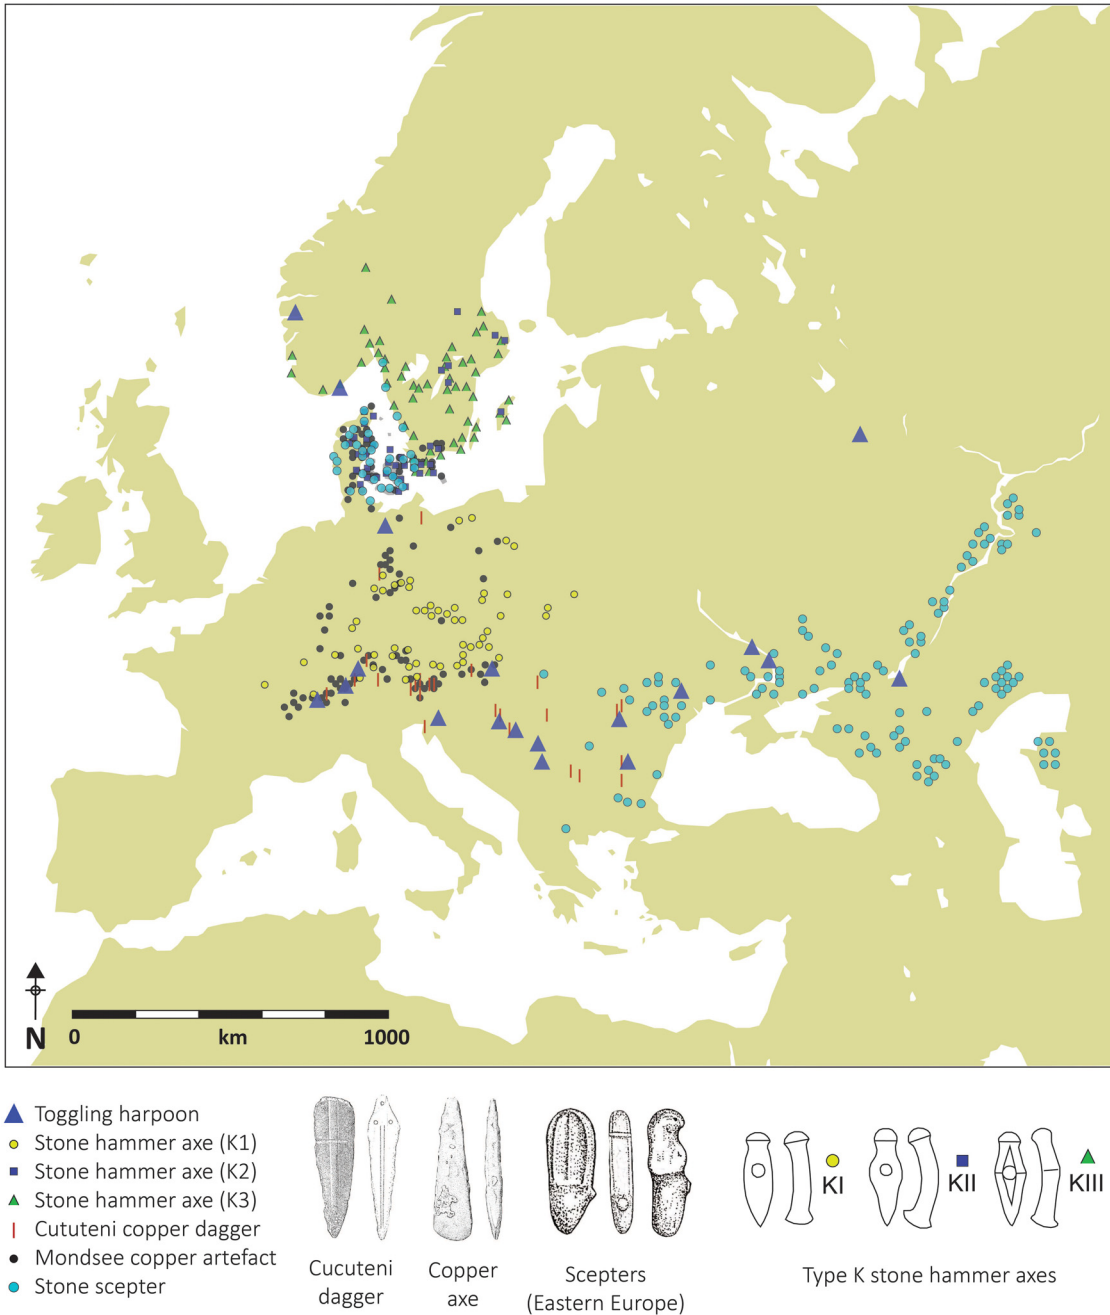 N
0 km 1000
Toggling harpoon
Stone hammer axe (K1)
Stone hammer axe (K2)
Stone hammer axe (K3)
Cututeni copper dagger
Mondsee copper artefact
Stone scepter
Cucuteni
dagger
Copper
axe
Scepters
(Eastern Europe)
KI
KII
KIII
Type K stone hammer axes